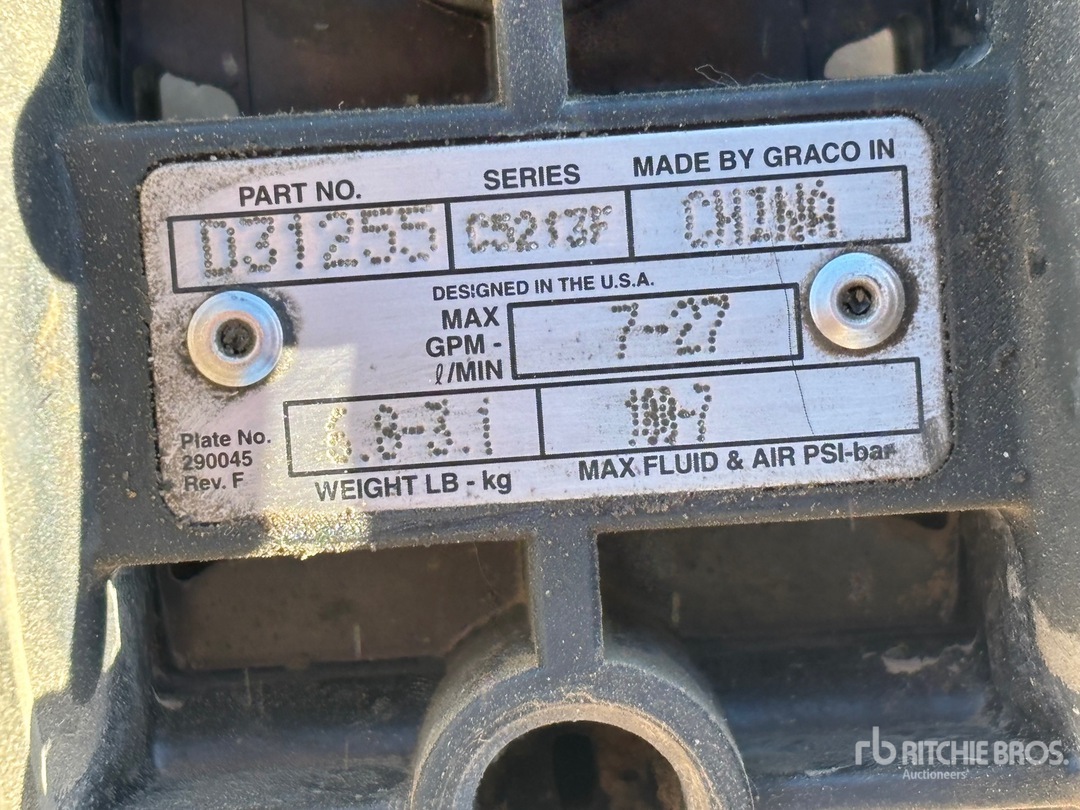 PART NO. SERIES MADE BY GRACO IN
D31255 C5213F CHINA
DESIGNED IN THE U.S.A.
MAX
GPM - 7-27
ℓ/MIN
Plate No.
290045
Rev. F
6.8-3.1 100-7
WEIGHT LB - kg MAX FLUID & AIR PSI-bar
rb RITCHIE BROS.
Auctioneers